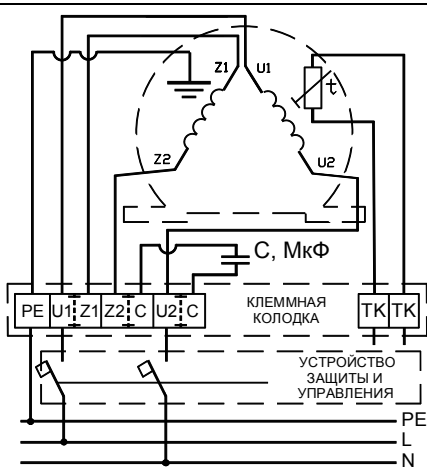 Z1 U1
t
Z2 U2
C, МкФ
PE U1 Z1 Z2 C U2 C КЛЕММНАЯ КОЛОДКА TK TK
УСТРОЙСТВО
ЗАЩИТЫ И
УПРАВЛЕНИЯ
PE
L
N